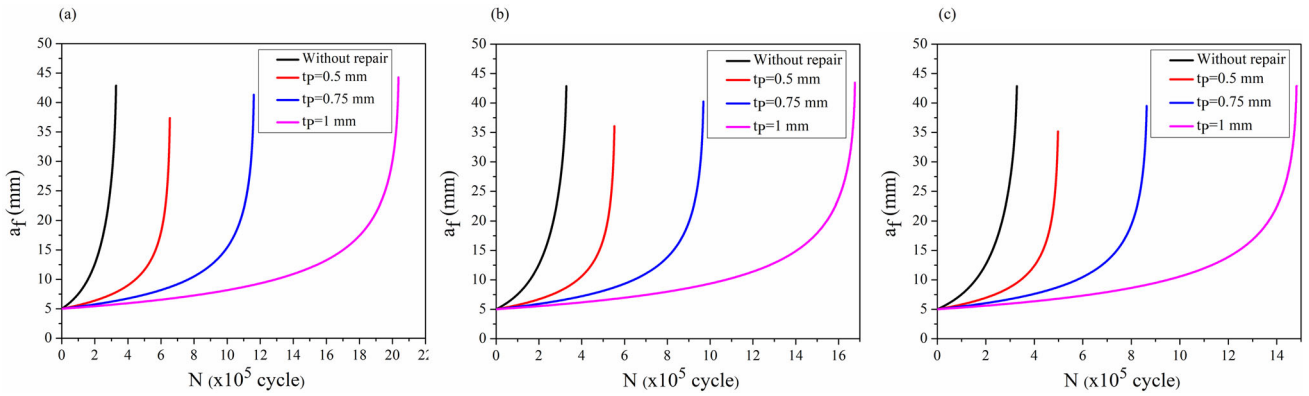 (a)
50
45
40
35
30
25
20
15
10
5
0
a_f (mm)
Without repair
tP=0.5 mm
tP=0.75 mm
tP=1 mm
0 2 4 6 8 10 12 14 16 18 20 22
N (x10^5 cycle)
(b)
50
45
40
35
30
25
20
15
10
5
0
a_f (mm)
Without repair
tP=0.5 mm
tP=0.75 mm
tP=1 mm
0 2 4 6 8 10 12 14 16
N (x10^5 cycle)
(c)
50
45
40
35
30
25
20
15
10
5
0
a_f (mm)
Without repair
tP=0.5 mm
tP=0.75 mm
tP=1 mm
0 2 4 6 8 10 12 14
N (x10^5 cycle)